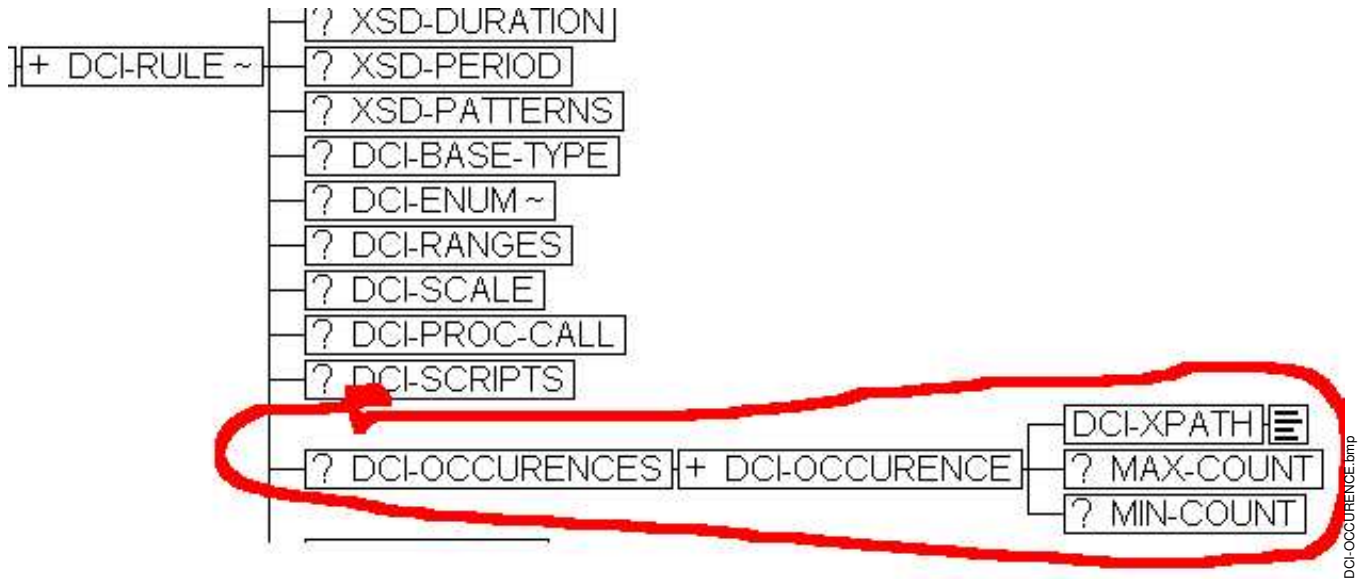 ? XSD-DURATION
+ DCI-RULE ~ ? XSD-PERIOD
? XSD-PATTERNS
? DCI-BASE-TYPE
? DCI-ENUM ~
? DCI-RANGES
? DCI-SCALE
? DCI-PROC-CALL
? DCI-SCRIPTS
DCI-XPATH
? DCI-OCCURENCES + DCI-OCCURENCE ? MAX-COUNT
? MIN-COUNT
DCI-OCCURENCE.bmp